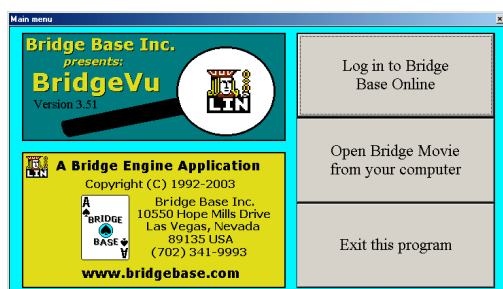 Main menu
Bridge Base Inc.
presents:
BridgeVu
Version 3.51
LIN
LIN
A Bridge Engine Application
Copyright (C) 1992-2003
A
BRIDGE
BASE
A
Bridge Base Inc.
10550 Hope Mills Drive
Las Vegas, Nevada
89135 USA
(702) 341-9993
www.bridgebase.com
Log in to Bridge
Base Online
Open Bridge Movie
from your computer
Exit this program